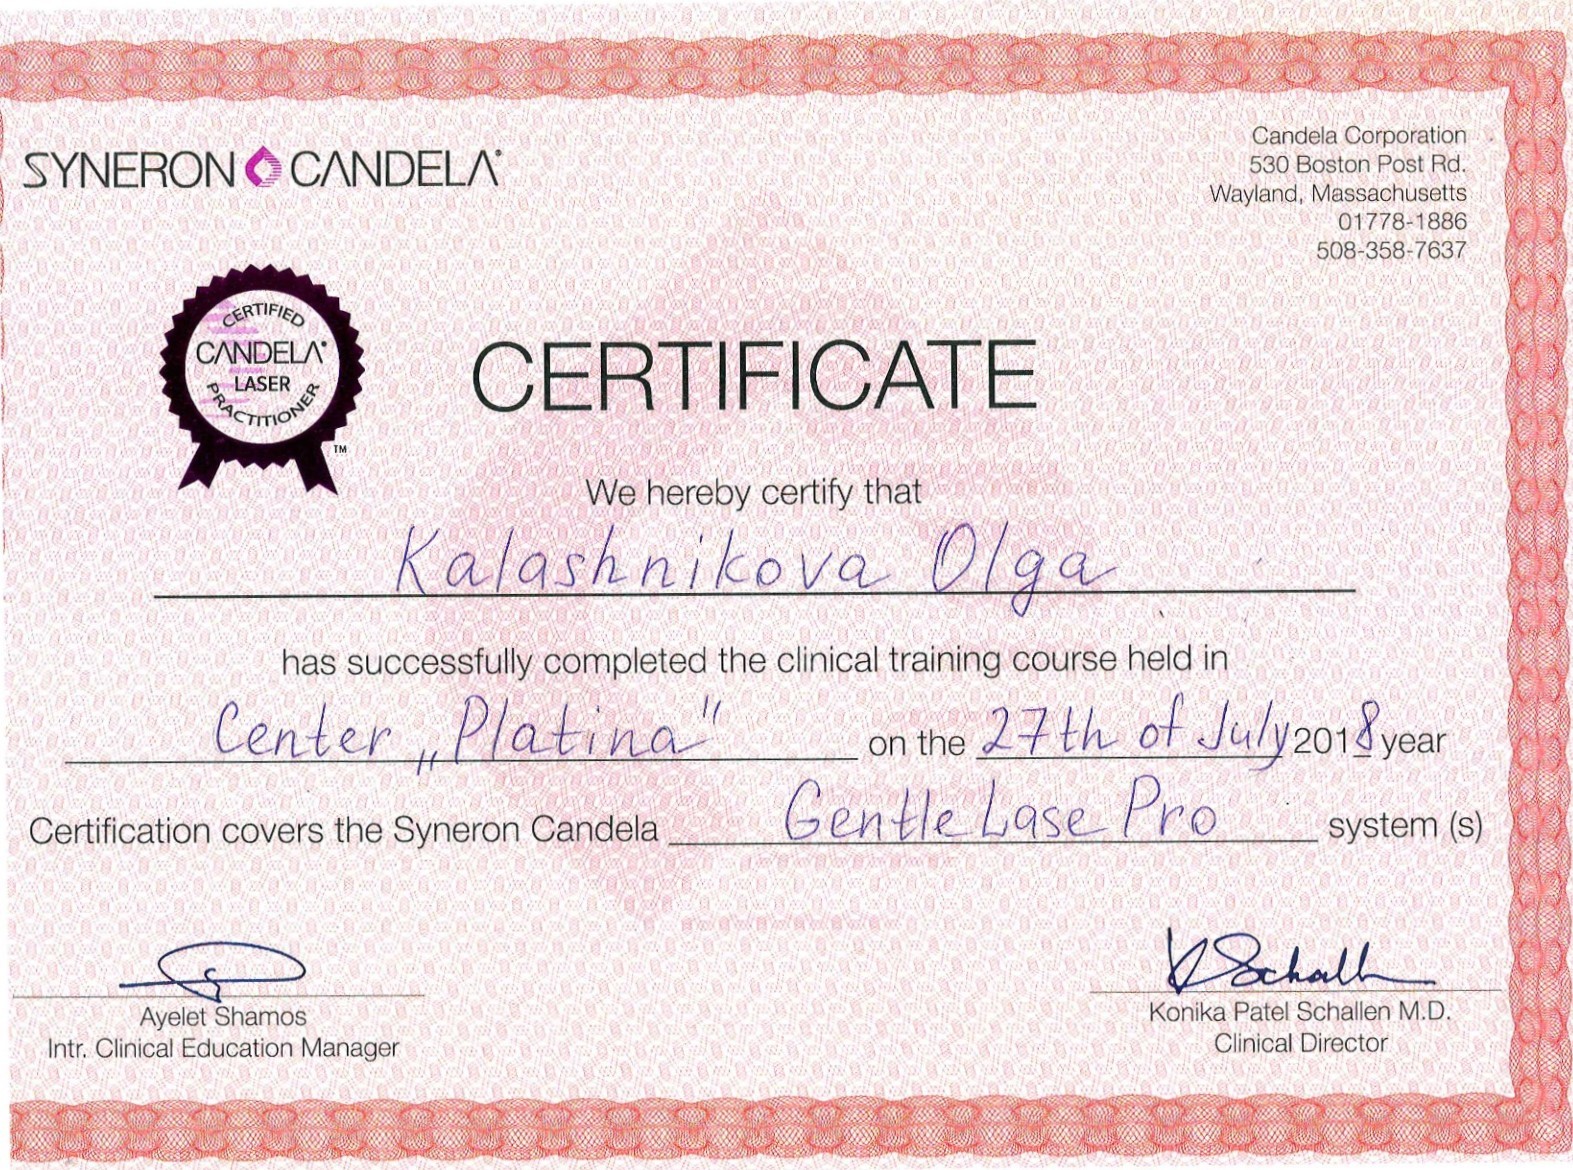 SYNERON CANDELA®
Candela Corporation
530 Boston Post Rd.
Wayland, Massachusetts
01778-1886
508-358-7637
CERTIFIED
CANDELA®
LASER
PRACTITIONER
TM
CERTIFICATE
We hereby certify that
Kalashnikova Olga
has successfully completed the clinical training course held in
Center „Platina" on the 27th of July 2018 year
Certification covers the Syneron Candela GentleLase Pro system (s)
KSchall
Ayelet Shamos
Intr. Clinical Education Manager
Konika Patel Schallen M.D.
Clinical Director